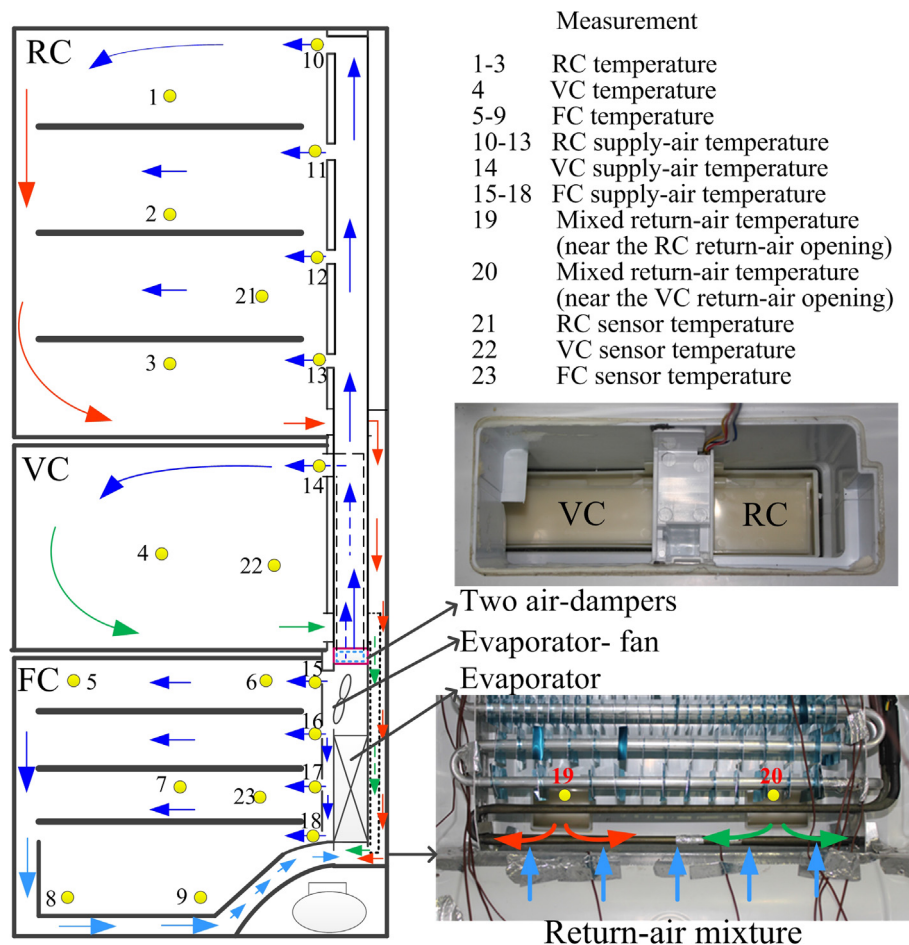 RC
10
1
11
2
12
21
3
13
VC
14
4
22
FC
15
5
6
16
17
7
23
18
8
9
Measurement
1-3 RC temperature
4 VC temperature
5-9 FC temperature
10-13 RC supply-air temperature
14 VC supply-air temperature
15-18 FC supply-air temperature
19 Mixed return-air temperature
(near the RC return-air opening)
20 Mixed return-air temperature
(near the VC return-air opening)
21 RC sensor temperature
22 VC sensor temperature
23 FC sensor temperature
VC
RC
Two air-dampers
Evaporator- fan
Evaporator
19
20
Return-air mixture